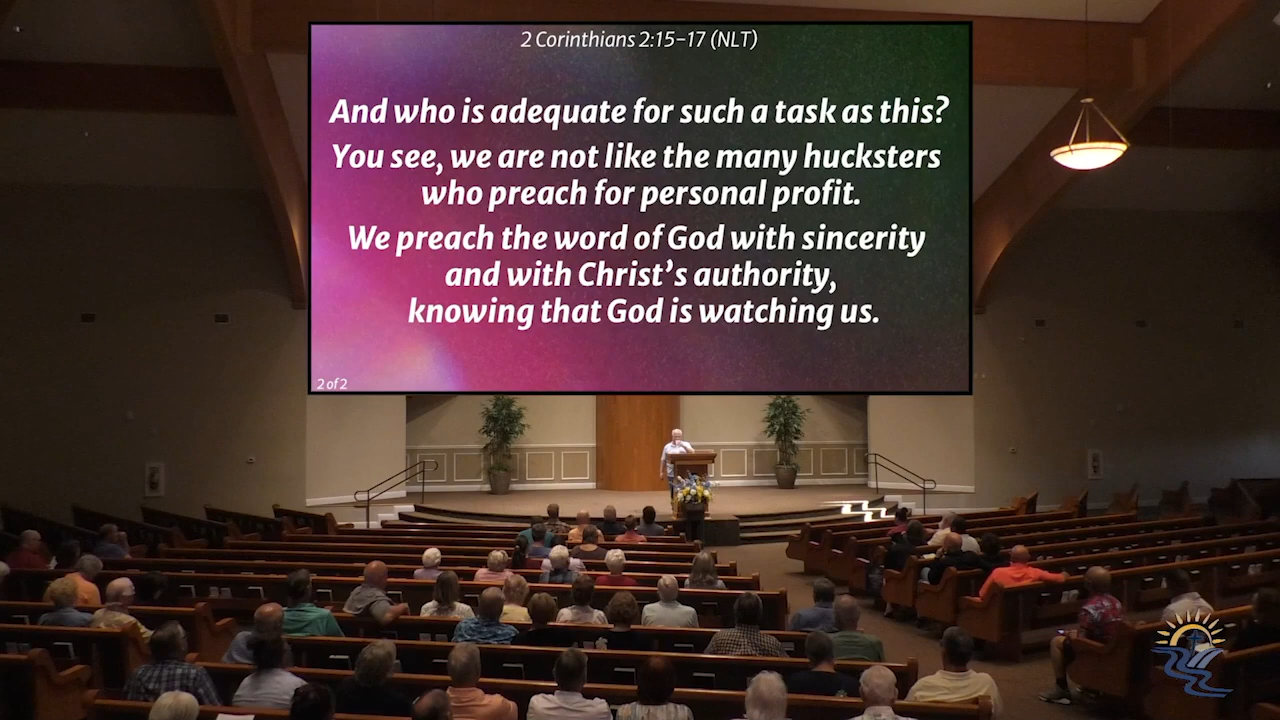 2 Corinthians 2:15–17 (NLT)
And who is adequate for such a task as this?
You see, we are not like the many hucksters
who preach for personal profit.
We preach the word of God with sincerity
and with Christ’s authority,
knowing that God is watching us.
2 of 2